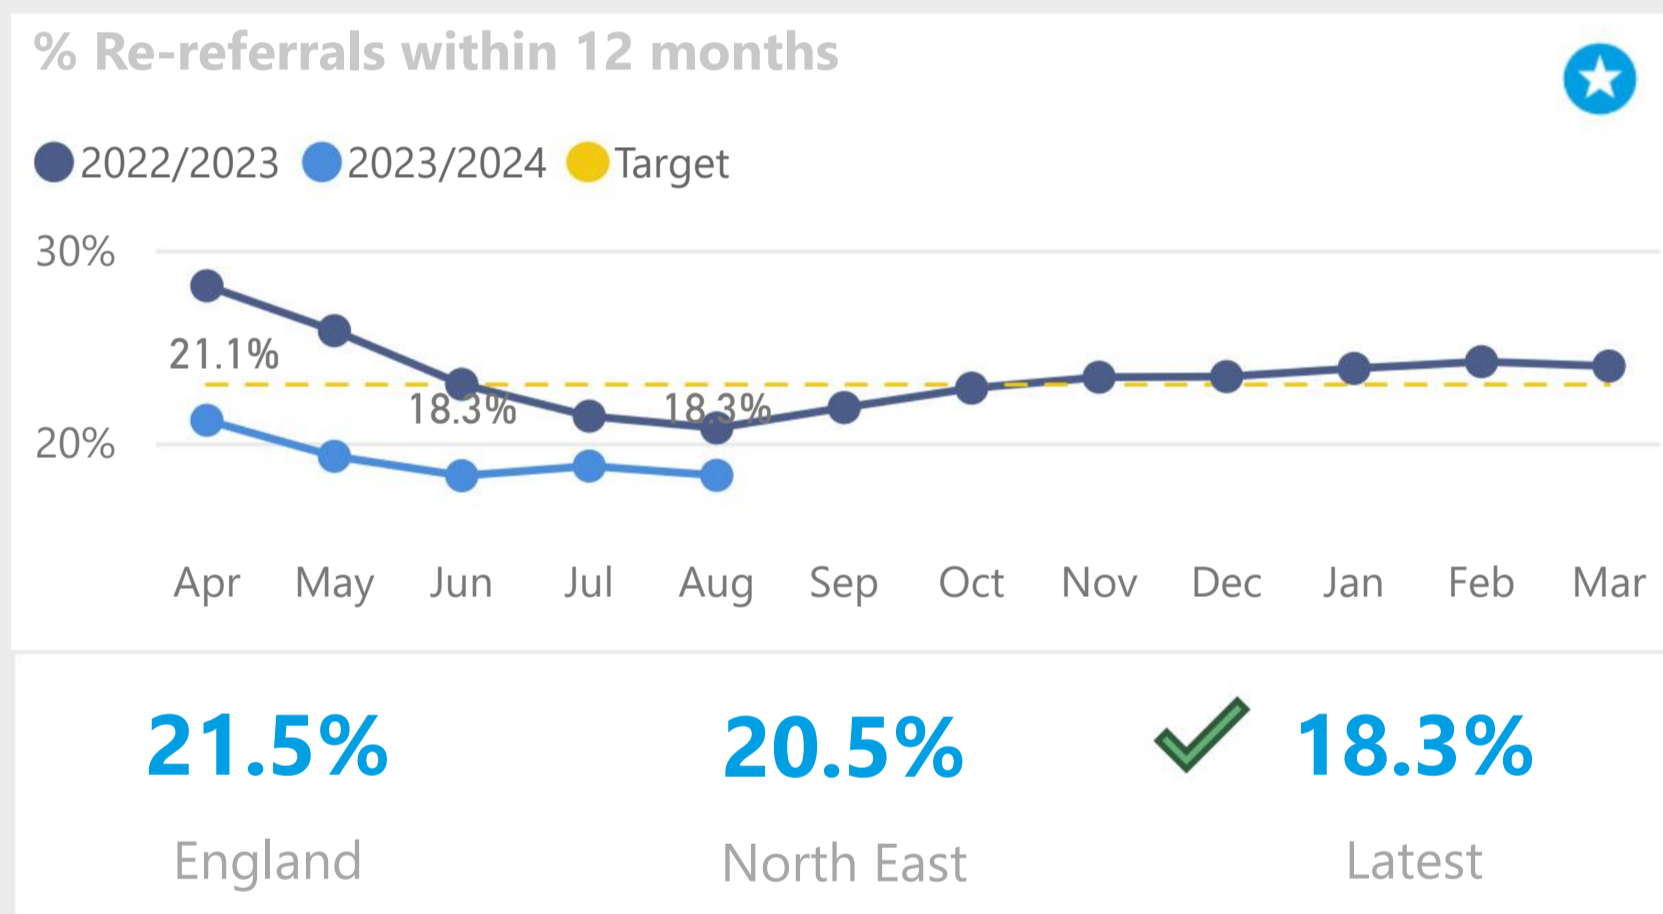 % Re-referrals within 12 months
2022/2023 2023/2024 Target
30%
21.1%
18.3% 18.3%
20%
Apr May Jun Jul Aug Sep Oct Nov Dec Jan Feb Mar
21.5% 20.5% 18.3%
England North East Latest